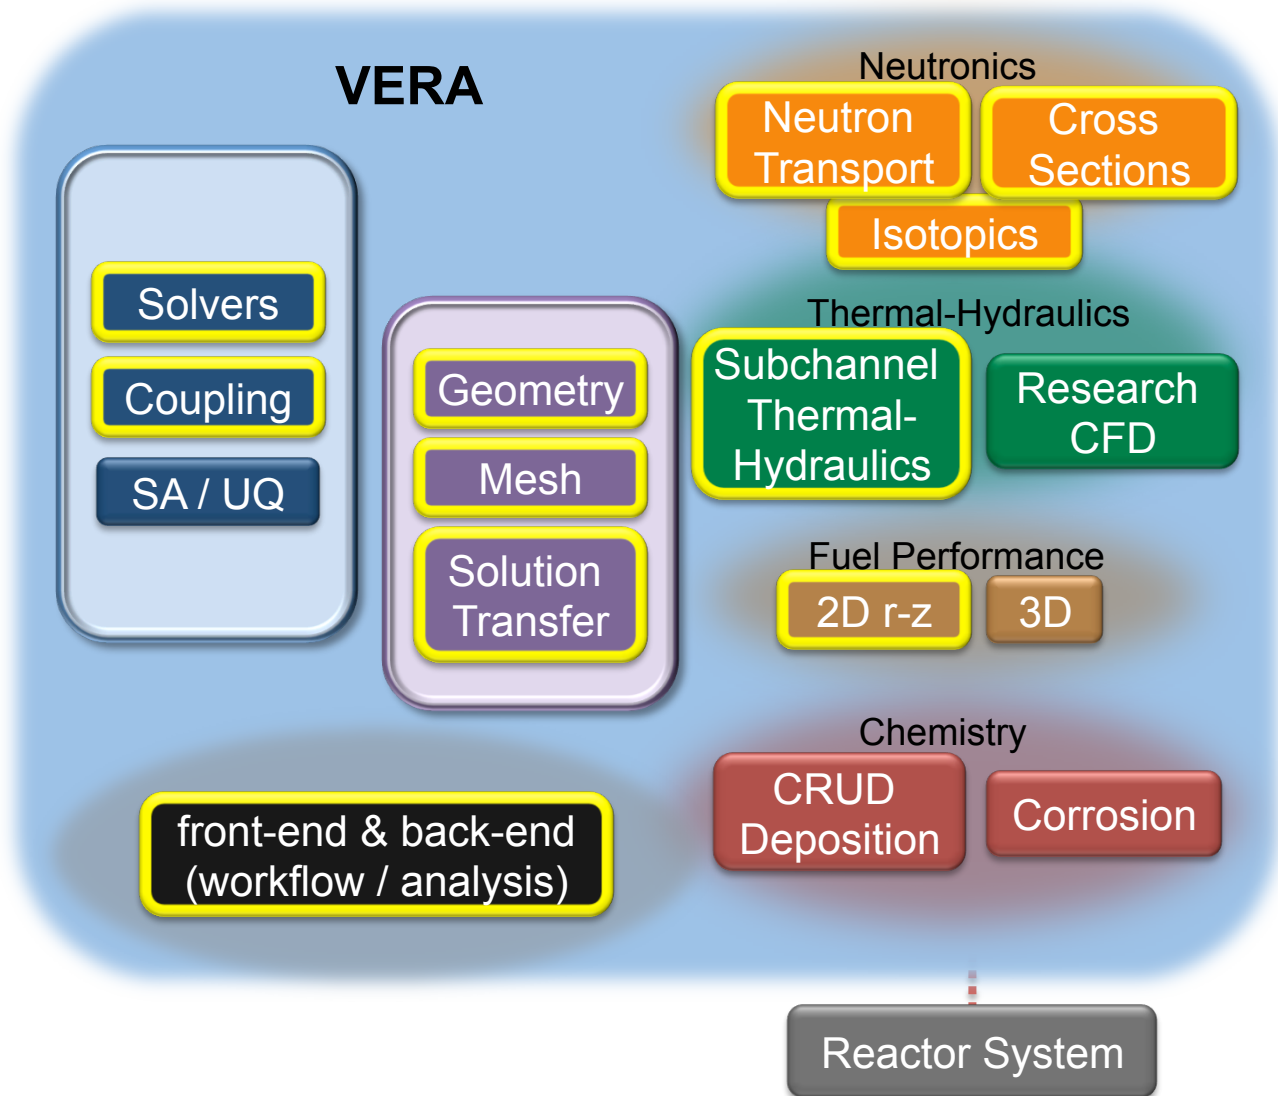 VERA
Solvers
Coupling
SA / UQ
Geometry
Mesh
Solution
Transfer
front-end & back-end
(workflow / analysis)
Neutronics
Neutron
Transport
Cross
Sections
Isotopics
Thermal-Hydraulics
Subchannel
Thermal-
Hydraulics
Research
CFD
Fuel Performance
2D r-z
3D
Chemistry
CRUD
Deposition
Corrosion
Reactor System